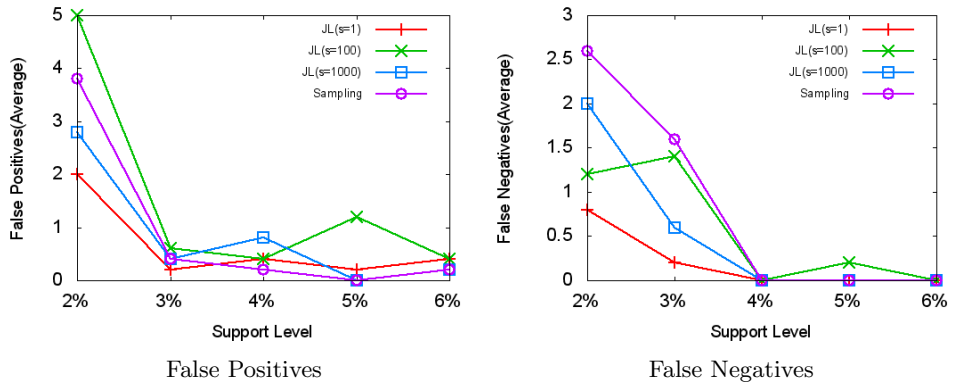 5
4
3
2
1
0
False Positives(Average)
JL(s=1)
JL(s=100)
JL(s=1000)
Sampling
2% 3% 4% 5% 6%
Support Level
False Positives
3
2.5
2
1.5
1
0.5
0
False Negatives(Average)
JL(s=1)
JL(s=100)
JL(s=1000)
Sampling
2% 3% 4% 5% 6%
Support Level
False Negatives